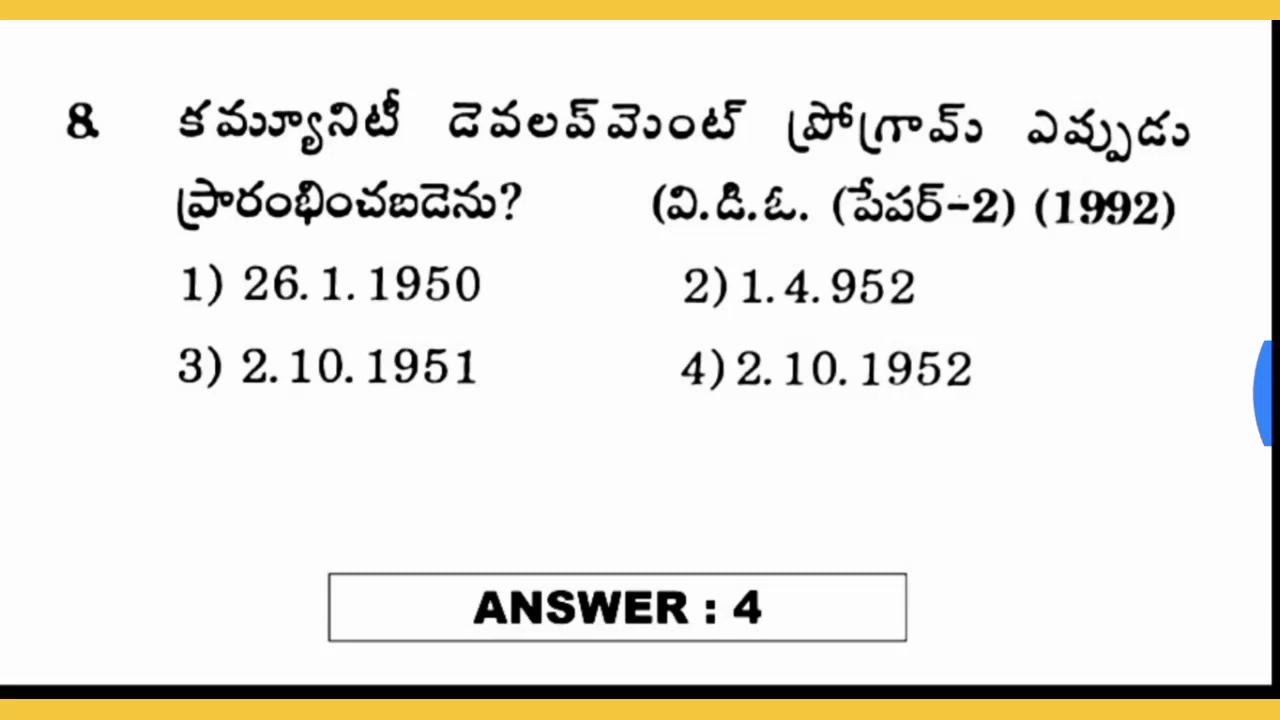 8. కమ్యూనిటీ డెవలప్‌మెంట్ ప్రోగ్రామ్ ఎప్పుడు
ప్రారంభించబడెను? (వి.డి.ఓ. (పేపర్-2) (1992)
1) 26.1.1950 2) 1.4.952
3) 2.10.1951 4) 2.10.1952
ANSWER : 4